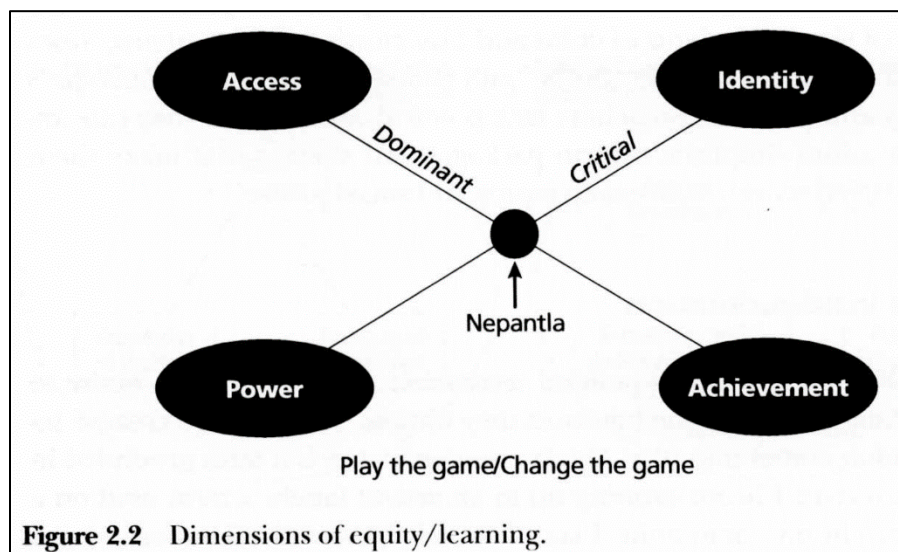 Access
Identity
Dominant
Critical
Nepantla
Power
Achievement
Play the game/Change the game
Figure 2.2 Dimensions of equity/learning.